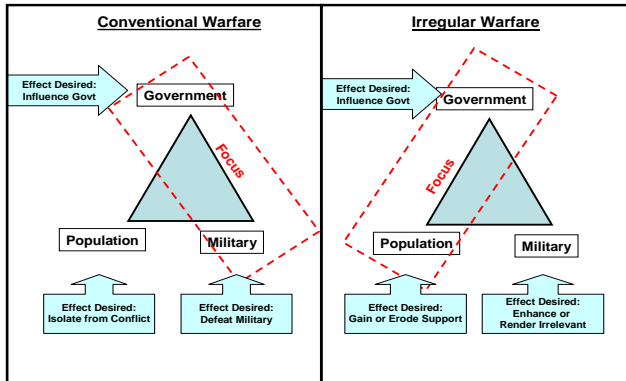 Conventional Warfare
Effect Desired:
Influence Govt
Government
Focus
Population
Military
Effect Desired:
Isolate from Conflict
Effect Desired:
Defeat Military
Irregular Warfare
Effect Desired:
Influence Govt
Government
Focus
Population
Military
Effect Desired:
Gain or Erode Support
Effect Desired:
Enhance or
Render Irrelevant